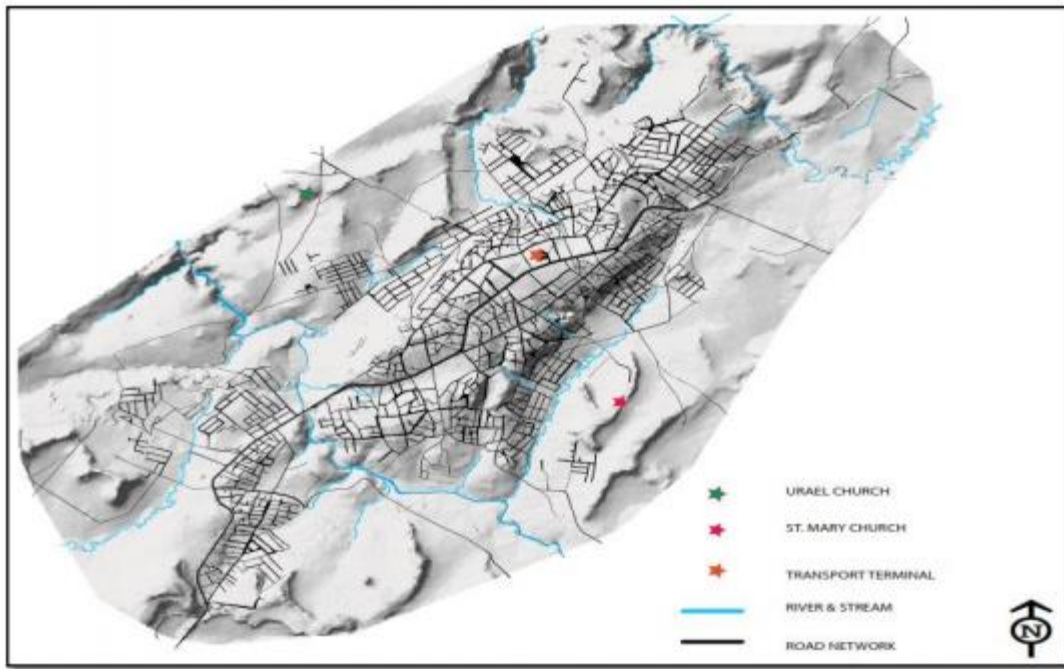 URAEL CHURCH
ST. MARY CHURCH
TRANSPORT TERMINAL
RIVER & STREAM
ROAD NETWORK
N